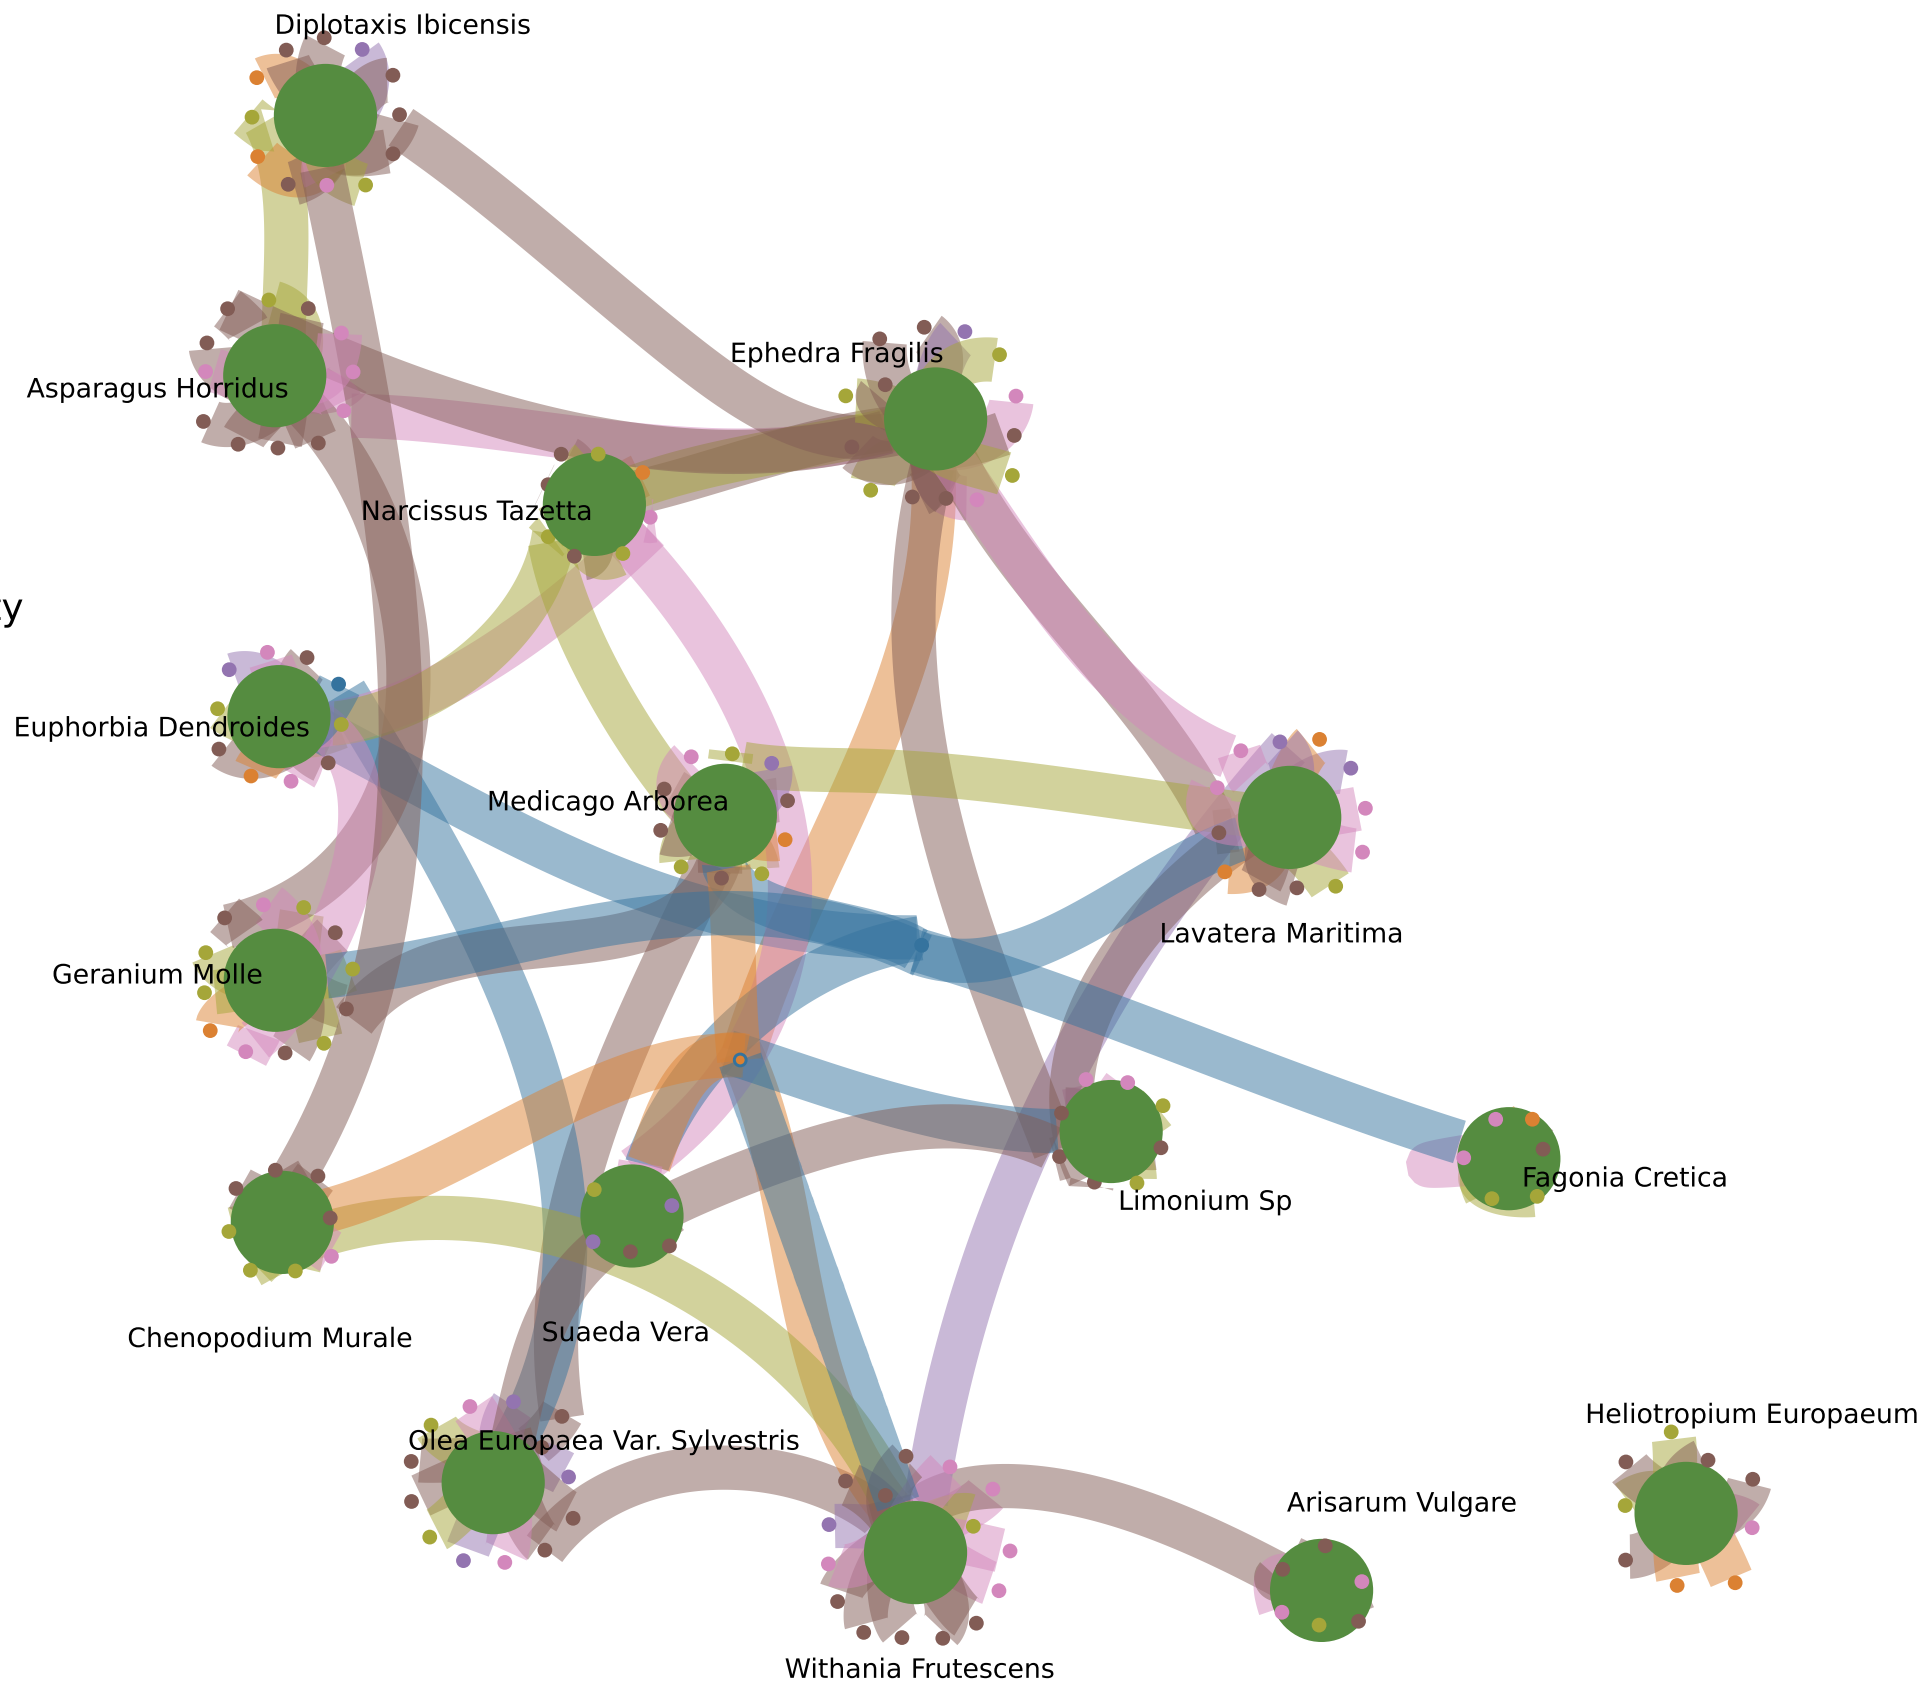 Diplotaxis Ibicensis
Ephedra Fragilis
Asparagus Horridus
Narcissus Tazetta
Euphorbia Dendroides
Medicago Arborea
Lavatera Maritima
Geranium Molle
Fagonia Cretica
Limonium Sp
Chenopodium Murale
Suaeda Vera
Heliotropium Europaeum
Olea Europaea Var. Sylvestris
Arisarum Vulgare
Withania Frutescens